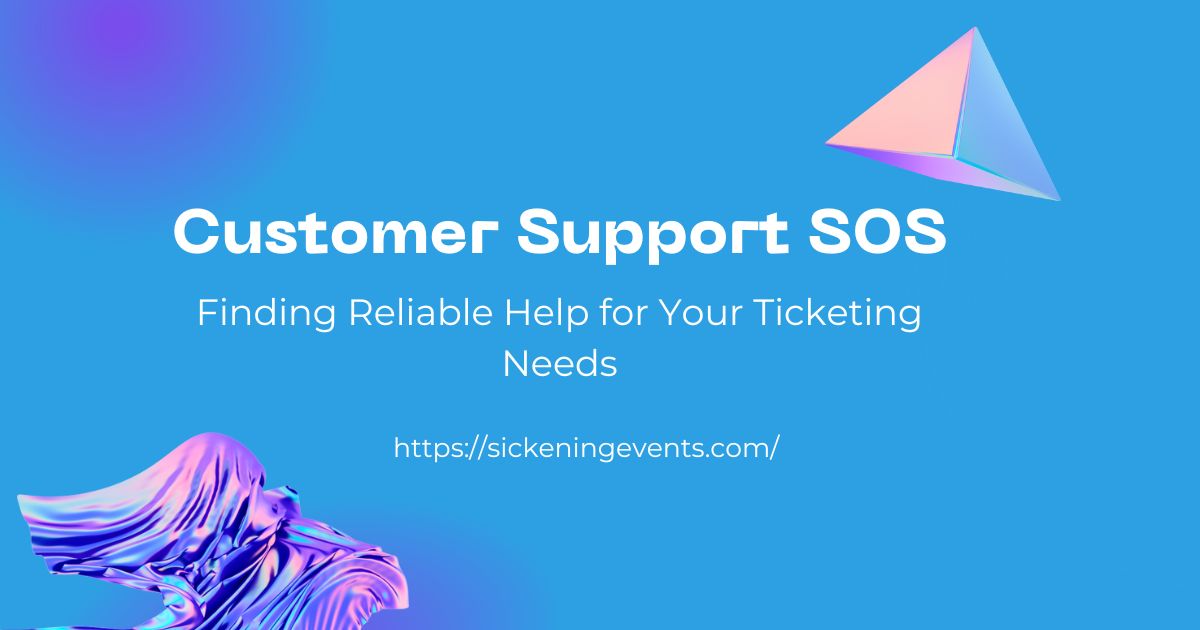 Customer Support SOS
Finding Reliable Help for Your Ticketing
Needs
https://sickeningevents.com/